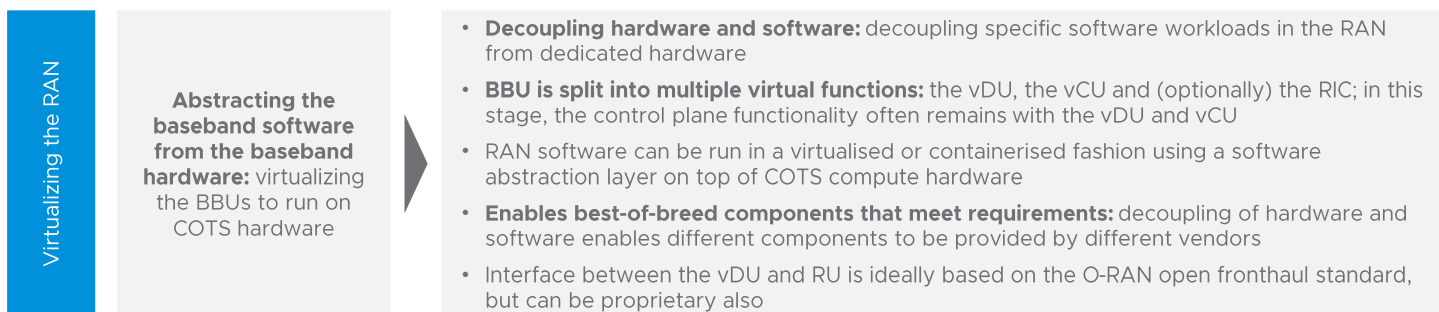 Virtualizing the RAN
Abstracting the
baseband software
from the baseband
hardware: virtualizing
the BBUs to run on
COTS hardware
• Decoupling hardware and software: decoupling specific software workloads in the RAN
from dedicated hardware
• BBU is split into multiple virtual functions: the vDU, the vCU and (optionally) the RIC; in this
stage, the control plane functionality often remains with the vDU and vCU
• RAN software can be run in a virtualised or containerised fashion using a software
abstraction layer on top of COTS compute hardware
• Enables best-of-breed components that meet requirements: decoupling of hardware and
software enables different components to be provided by different vendors
• Interface between the vDU and RU is ideally based on the O-RAN open fronthaul standard,
but can be proprietary also